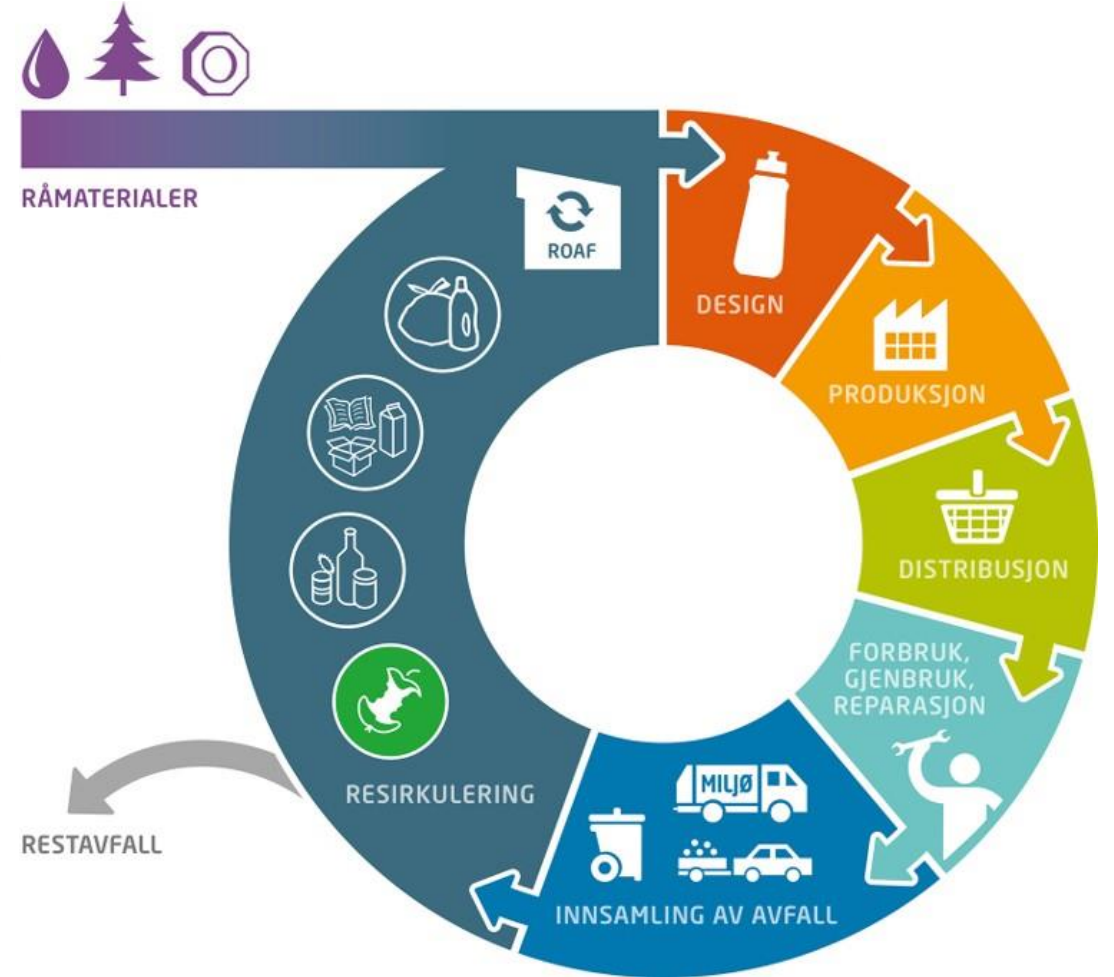 RÅMATERIALER
ROAF
DESIGN
PRODUKSJON
DISTRIBUSJON
FORBRUK,
GJENBRUK,
REPARASJON
MILJØ
INNSAMLING AV AVFALL
RESIRKULERING
RESTAVFALL